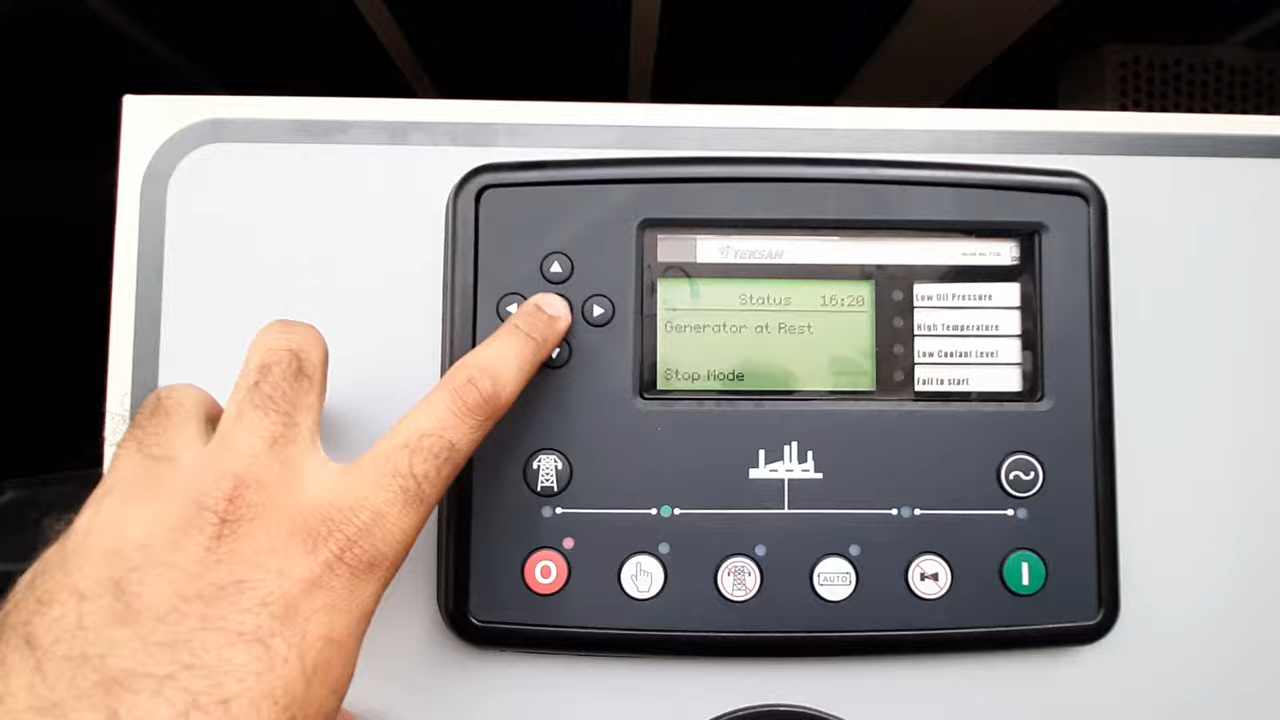 TEKSAN
Status 16:20
Generator at Rest
Stop Mode
Low Oil Pressure
High Temperature
Low Coolant Level
Fail to start
O
AUTO
I